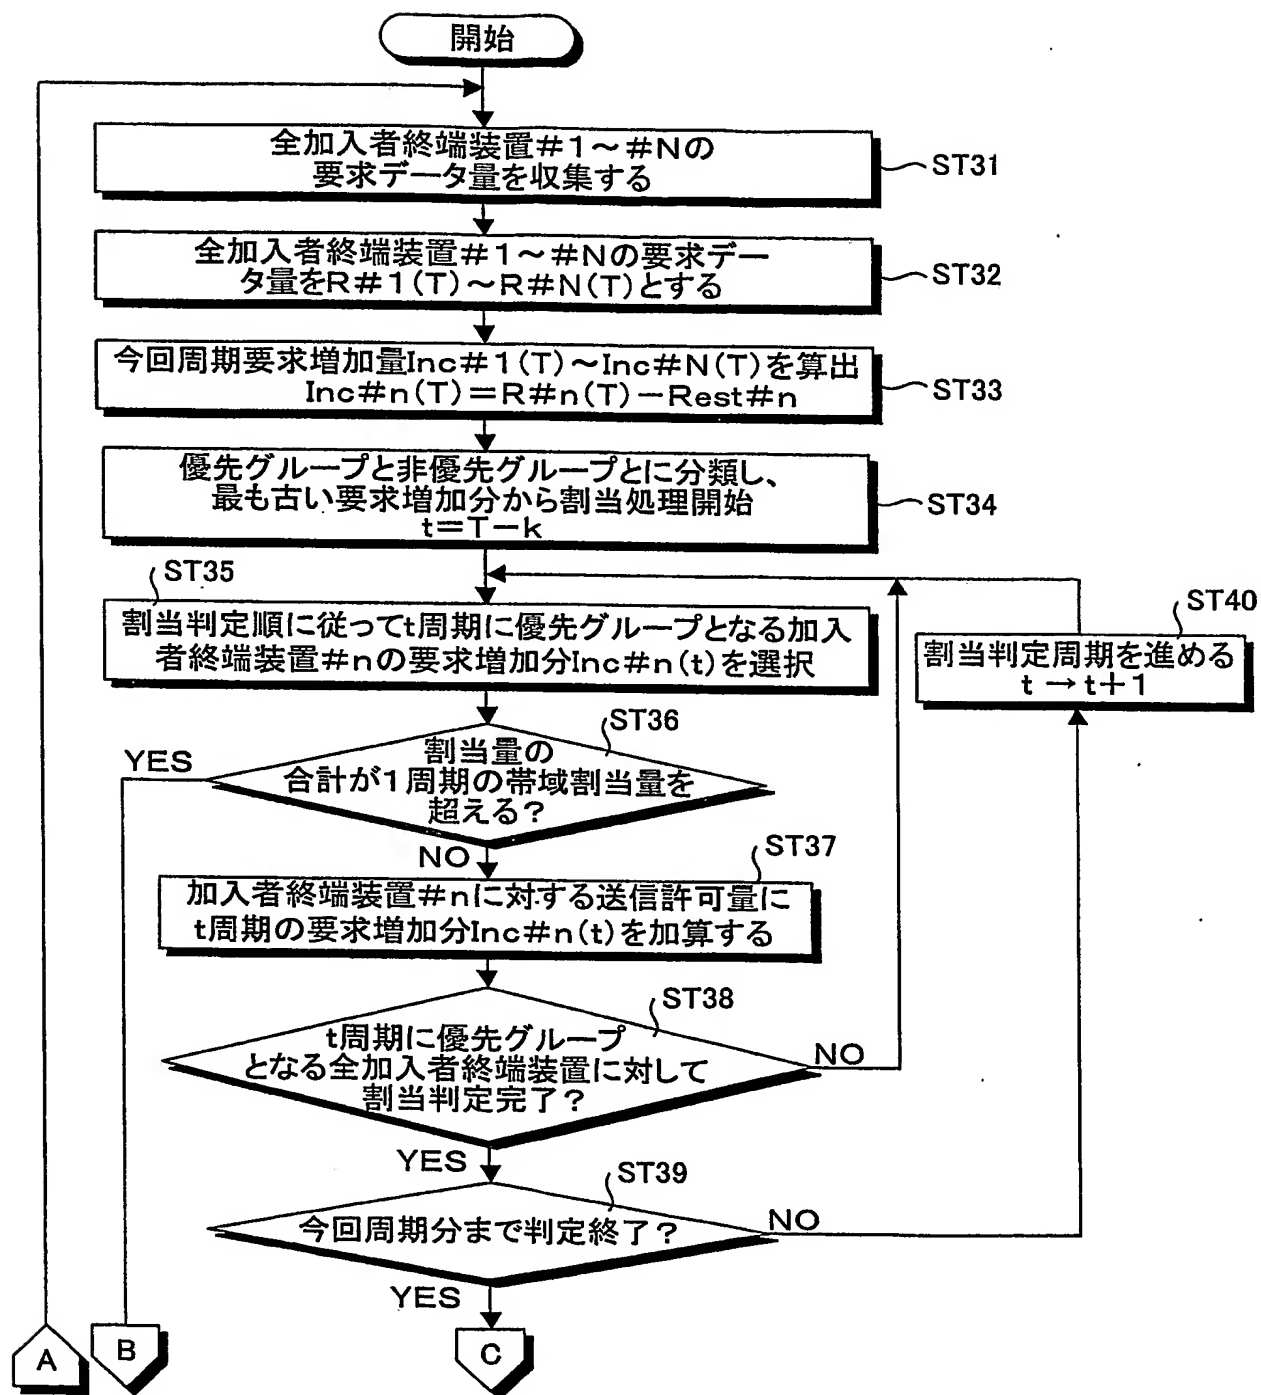 開始
全加入者終端装置#1～#Nの
要求データ量を収集する
ST31
全加入者終端装置#1～#Nの要求デー
タ量をR#1(T)～R#N(T)とする
ST32
今回周期要求増加量Inc#1(T)～Inc#N(T)を算出
Inc#n(T)=R#n(T)-Rest#n
ST33
優先グループと非優先グループとに分類し、
最も古い要求増加分から割当処理開始
t=T-k
ST34
ST35
割当判定順に従ってt周期に優先グループとなる加入
者終端装置#nの要求増加分Inc#n(t)を選択
ST40
割当判定周期を進める
t→t+1
ST36
割当量の
合計が1周期の帯域割当量を
超える?
YES
NO
ST37
加入者終端装置#nに対する送信許可量に
t周期の要求増加分Inc#n(t)を加算する
ST38
t周期に優先グループ
となる全加入者終端装置に対して
割当判定完了?
NO
YES
ST39
今回周期分まで判定終了?
NO
YES
A
B
C